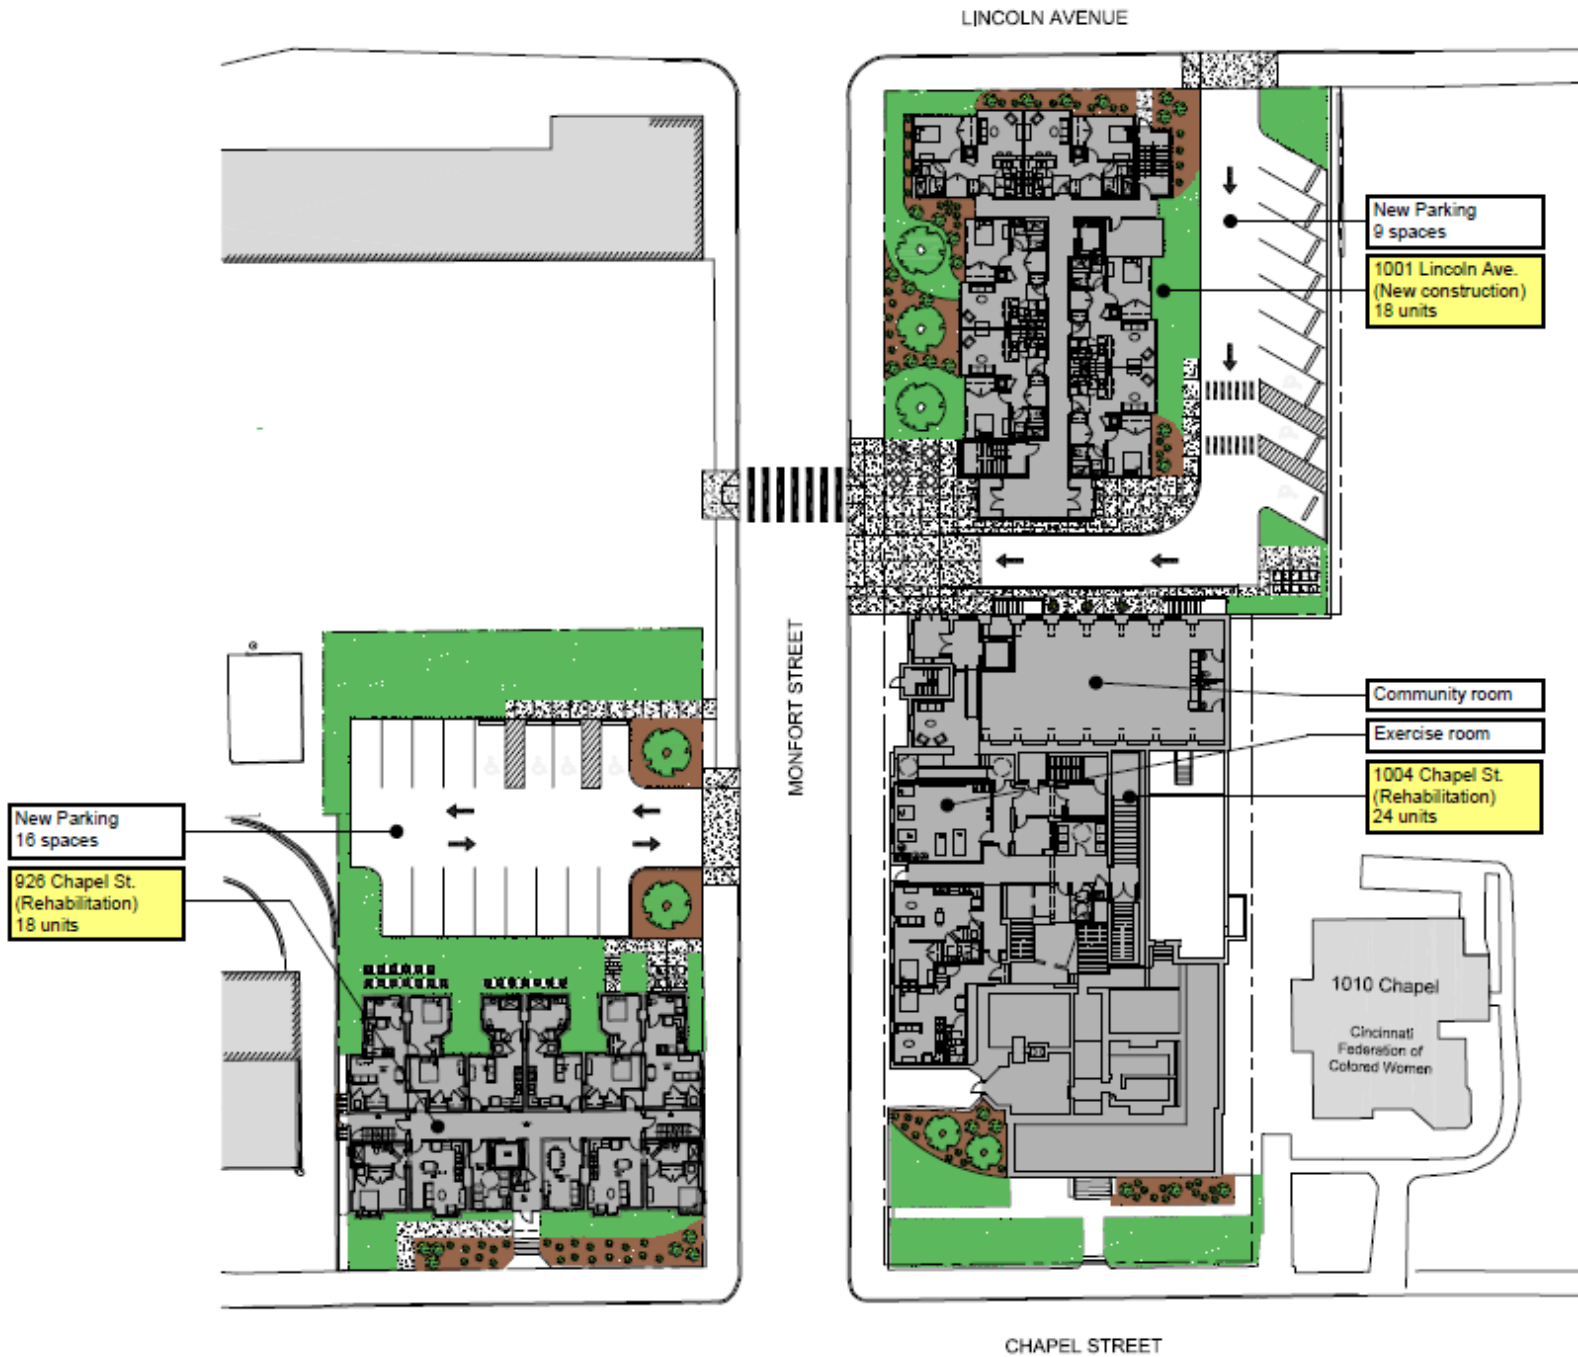 LINCOLN AVENUE
New Parking
9 spaces
1001 Lincoln Ave.
(New construction)
18 units
MONFORT STREET
Community room
Exercise room
1004 Chapel St.
(Rehabilitation)
24 units
New Parking
16 spaces
926 Chapel St.
(Rehabilitation)
18 units
1010 Chapel
Cincinnati
Federation of
Colored Women
CHAPEL STREET